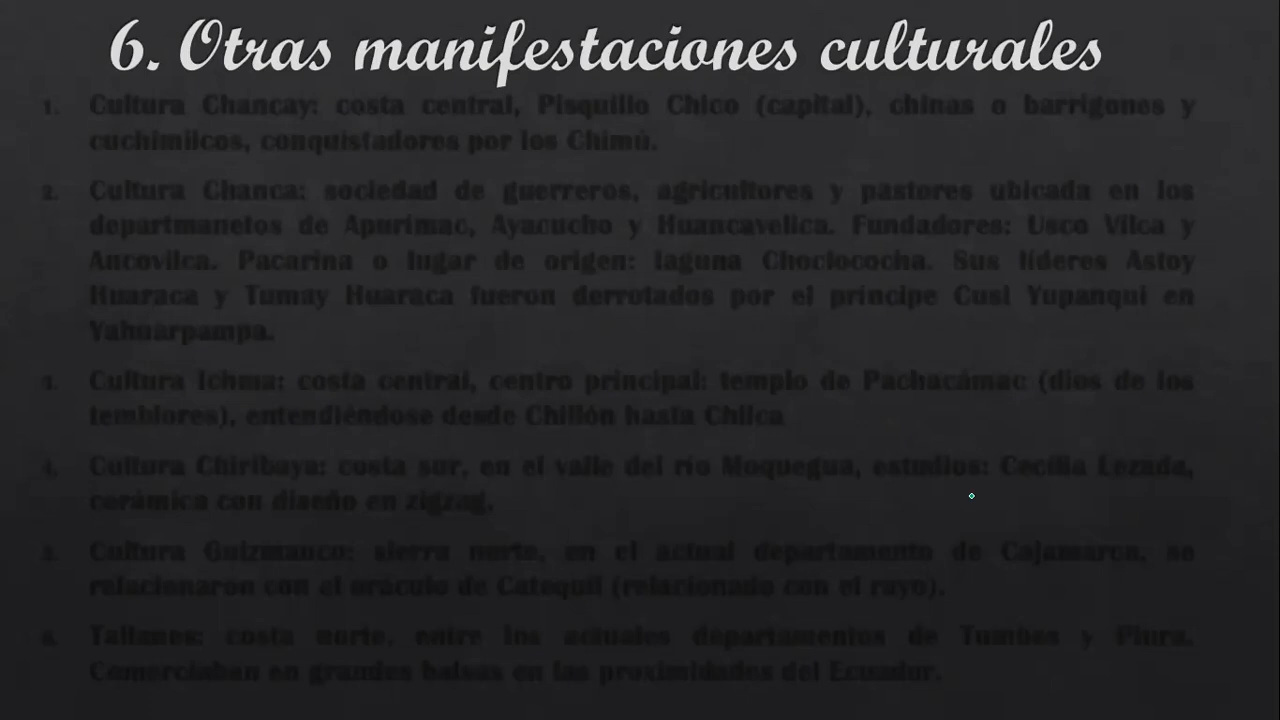 6. Otras manifestaciones culturales
1. Cultura Chancay: costa central, Pisquillo Chico (capital), chinas o barrigones y
cuchimilcos, conquistadores por los Chimú.
2. Cultura Chanca: sociedad de guerreros, agricultores y pastores ubicada en los
departmanetos de Apurímac, Ayacucho y Huancavelica. Fundadores: Usco Vilca y
Ancovilca. Pacarina o lugar de origen: laguna Choclococha. Sus líderes Astoy
Huaraca y Tumay Huaraca fueron derrotados por el príncipe Cusi Yupanqui en
Yahuarpampa.
3. Cultura Ichma: costa central, centro principal: templo de Pachacámac (dios de los
temblores), entendiéndose desde Chillón hasta Chilca
4. Cultura Chiribaya: costa sur, en el valle del río Moquegua, estudios: Cecilia Lozada,
cerámica con diseño en zigzag.
5. Cultura Guizmanco: sierra norte, en el actual departamento de Cajamarca, se
relacionaron con el oráculo de Catequil (relacionado con el rayo).
6. Tallanes: costa norte, entre los actuales departamentos de Tumbes y Piura.
Comerciaban en grandes balsas en las proximidades del Ecuador.